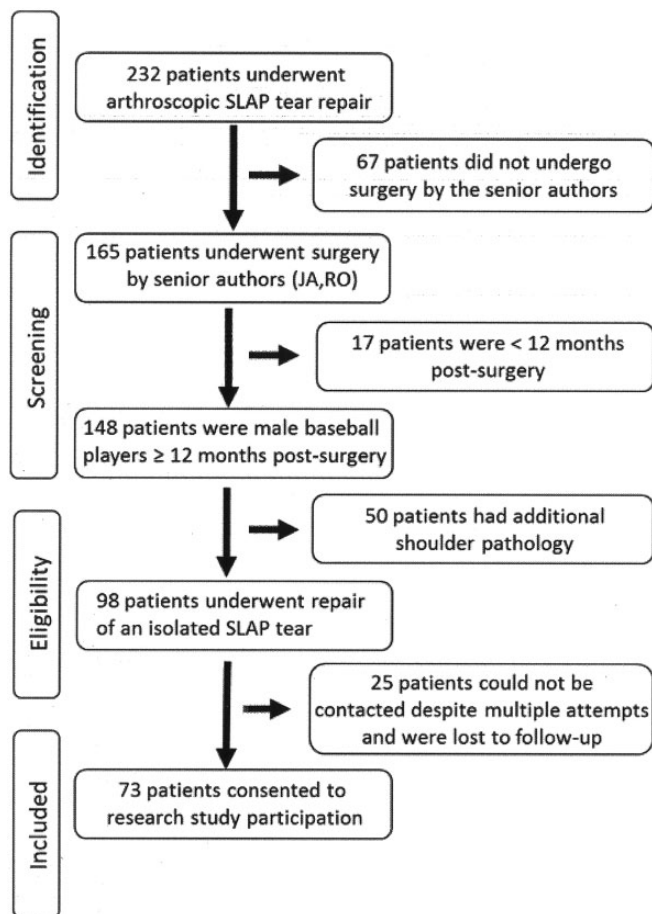 Identification
232 patients underwent
arthroscopic SLAP tear repair
67 patients did not undergo
surgery by the senior authors
Screening
165 patients underwent surgery
by senior authors (JA,RO)
17 patients were < 12 months
post-surgery
148 patients were male baseball
players ≥ 12 months post-surgery
Eligibility
50 patients had additional
shoulder pathology
98 patients underwent repair
of an isolated SLAP tear
25 patients could not be
contacted despite multiple attempts
and were lost to follow-up
Included
73 patients consented to
research study participation